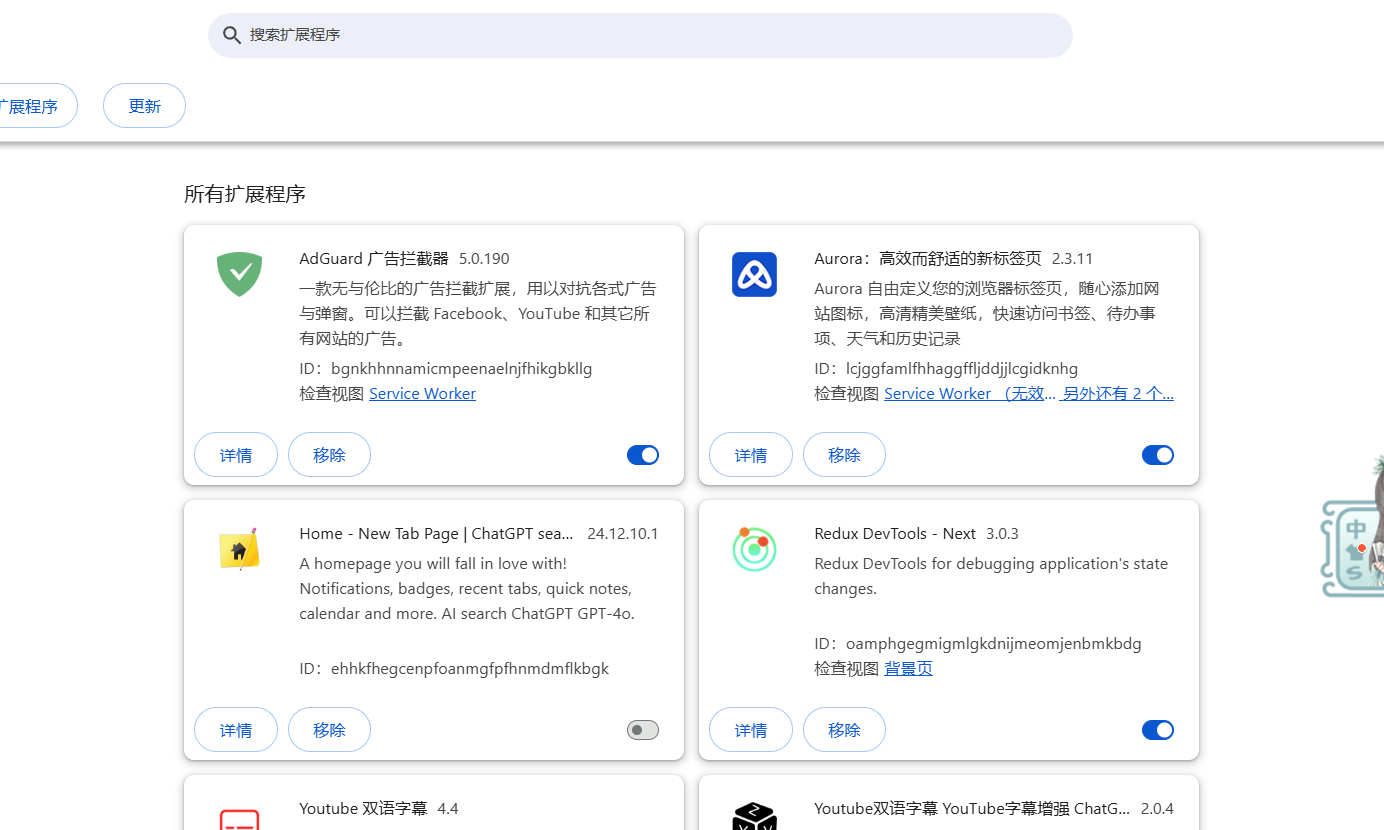 搜索扩展程序
扩展程序
更新
所有扩展程序
AdGuard 广告拦截器 5.0.190
一款无与伦比的广告拦截扩展，用以对抗各式广告
与弹窗。可以拦截 Facebook、YouTube 和其它所
有网站的广告。
ID：bgnkhhnnamicmpeenaelnjfhikgbkllg
检查视图 Service Worker
详情
移除
Aurora：高效而舒适的新标签页 2.3.11
Aurora 自由定义您的浏览器标签页，随心添加网
站图标，高清精美壁纸，快速访问书签、待办事
项、天气和历史记录
ID：lcjggfamlfhhaggffljddjjlcgidknhg
检查视图 Service Worker （无效... 另外还有 2 个...
详情
移除
Home - New Tab Page | ChatGPT sea... 24.12.10.1
A homepage you will fall in love with!
Notifications, badges, recent tabs, quick notes,
calendar and more. AI search ChatGPT GPT-4o.
ID：ehhkfhegcenpfoanmgfpfhnmdmflkbgk
详情
移除
Redux DevTools - Next 3.0.3
Redux DevTools for debugging application's state
changes.
ID：oamphgegmigmlgkdnijmeomjenbmkbdg
检查视图 背景页
详情
移除
中
S
Youtube 双语字幕 4.4
Youtube双语字幕 YouTube字幕增强 ChatG... 2.0.4